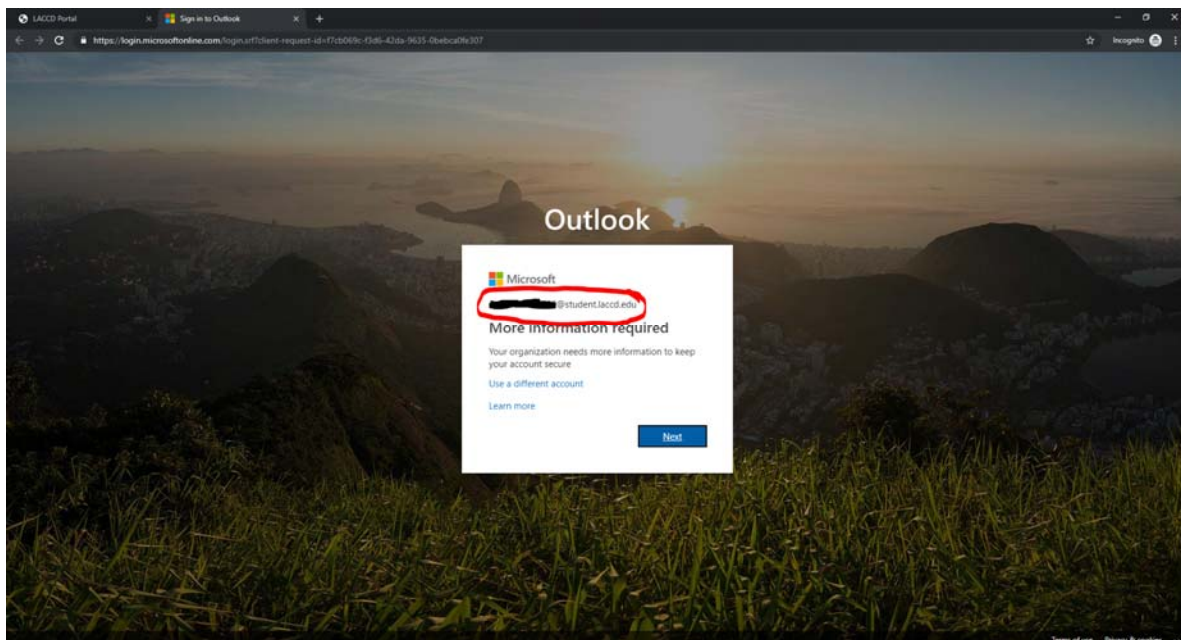 LACCD Portal
Sign in to Outlook
https://login.microsoftonline.com/login.srf?client-request-id=f7cb069c-f3d6-42da-9635-0bebca0fe307
Incognito
Outlook
Microsoft
@student.laccd.edu
More information required
Your organization needs more information to keep
your account secure
Use a different account
Learn more
Next
Terms of use Privacy & cookies